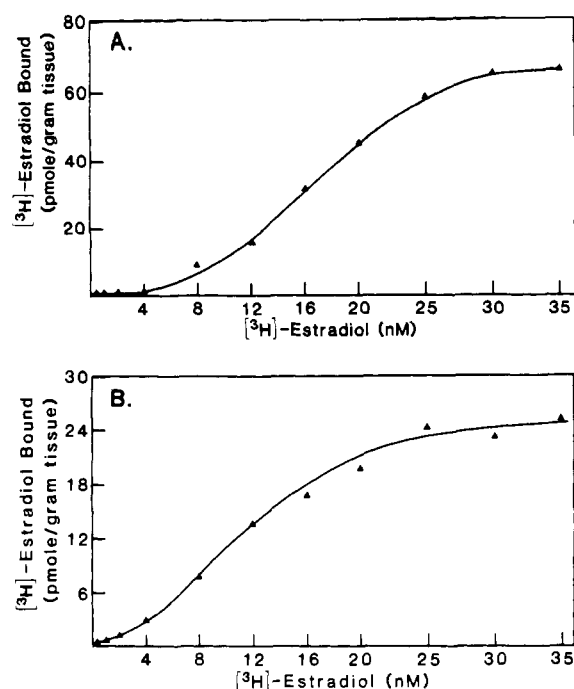 A.
[³H]-Estradiol Bound
(pmole/gram tissue)
80
60
40
20
4 8 12 16 20 25 30 35
[³H]-Estradiol (nM)
B.
[³H]-Estradiol Bound
(pmole/gram tissue)
30
24
18
12
6
4 8 12 16 20 25 30 35
[³H]-Estradiol (nM)